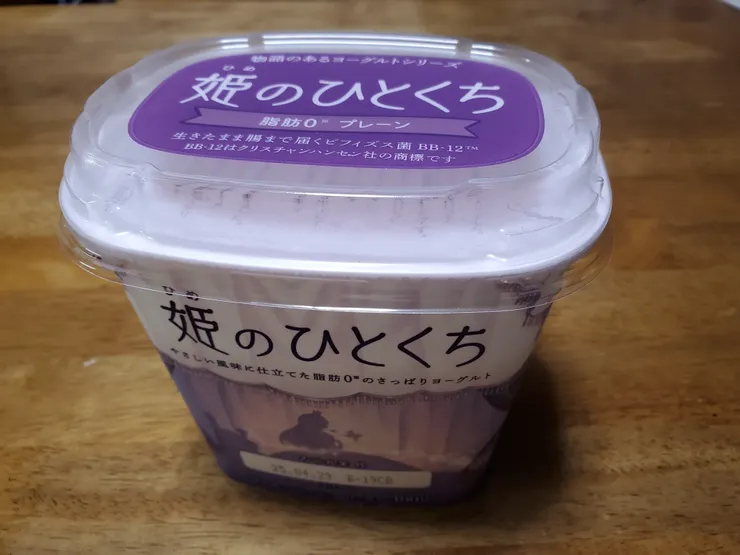 物語のあるヨーグルトシリーズ
ひめ
姫のひとくち
脂肪0※ プレーン
生きたまま腸まで届くビフィズス菌 BB-12™
BB-12はクリスチャンハンセン社の商標です
ひめ
姫のひとくち
やさしい風味に仕立てた脂肪0※のさっぱりヨーグルト
25.04.29